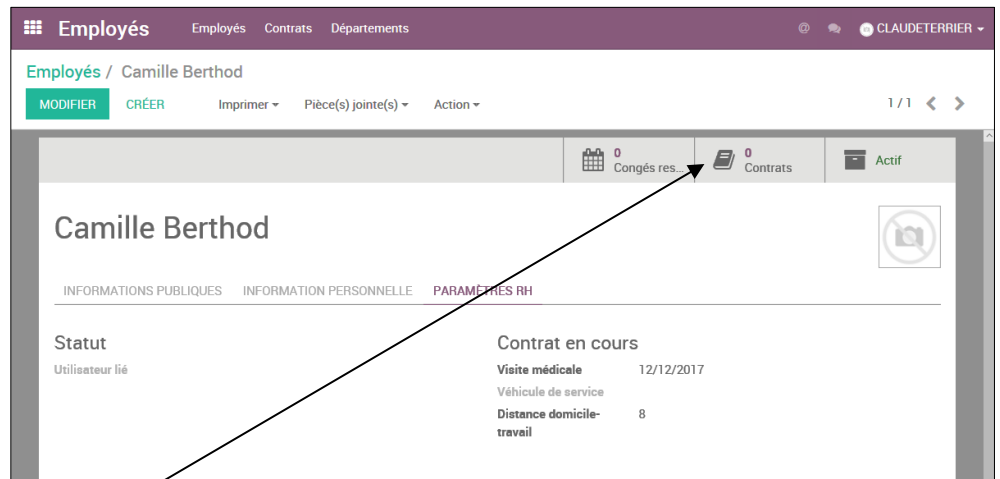 Employés Employés Contrats Départements @ CLAUDETERRIER
Employés / Camille Berthod
MODIFIER CRÉER Imprimer Pièce(s) jointe(s) Action 1 / 1
0 Congés res... 0 Contrats Actif
Camille Berthod
INFORMATIONS PUBLIQUES INFORMATION PERSONNELLE PARAMÈTRES RH
Statut Contrat en cours
Utilisateur lié Visite médicale 12/12/2017
Véhicule de service
Distance domicile- 8
travail